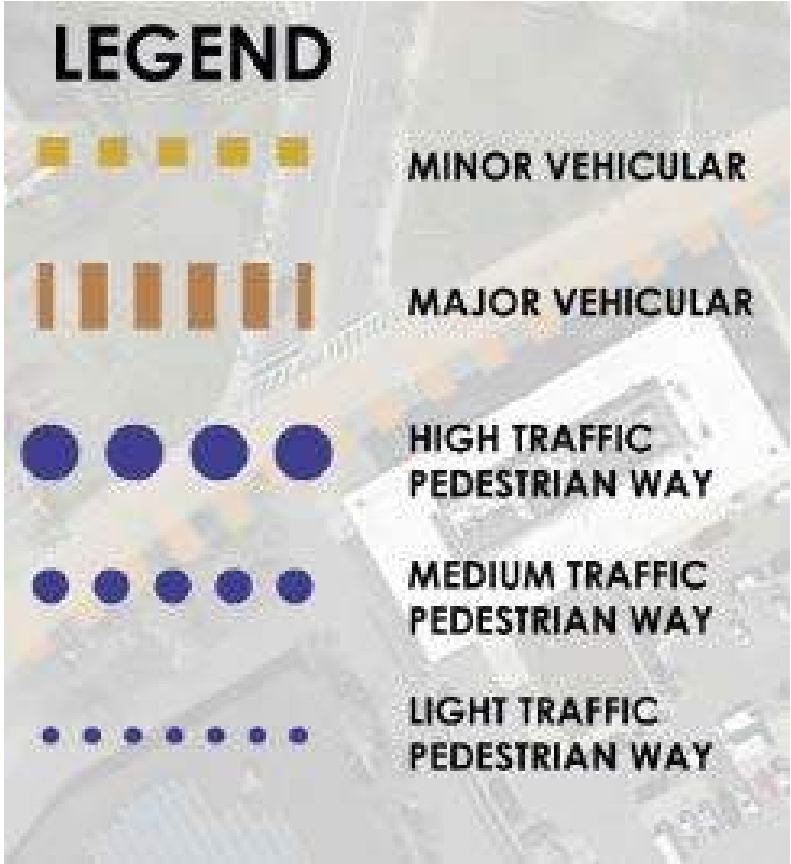 LEGEND
MINOR VEHICULAR
MAJOR VEHICULAR
HIGH TRAFFIC
PEDESTRIAN WAY
MEDIUM TRAFFIC
PEDESTRIAN WAY
LIGHT TRAFFIC
PEDESTRIAN WAY